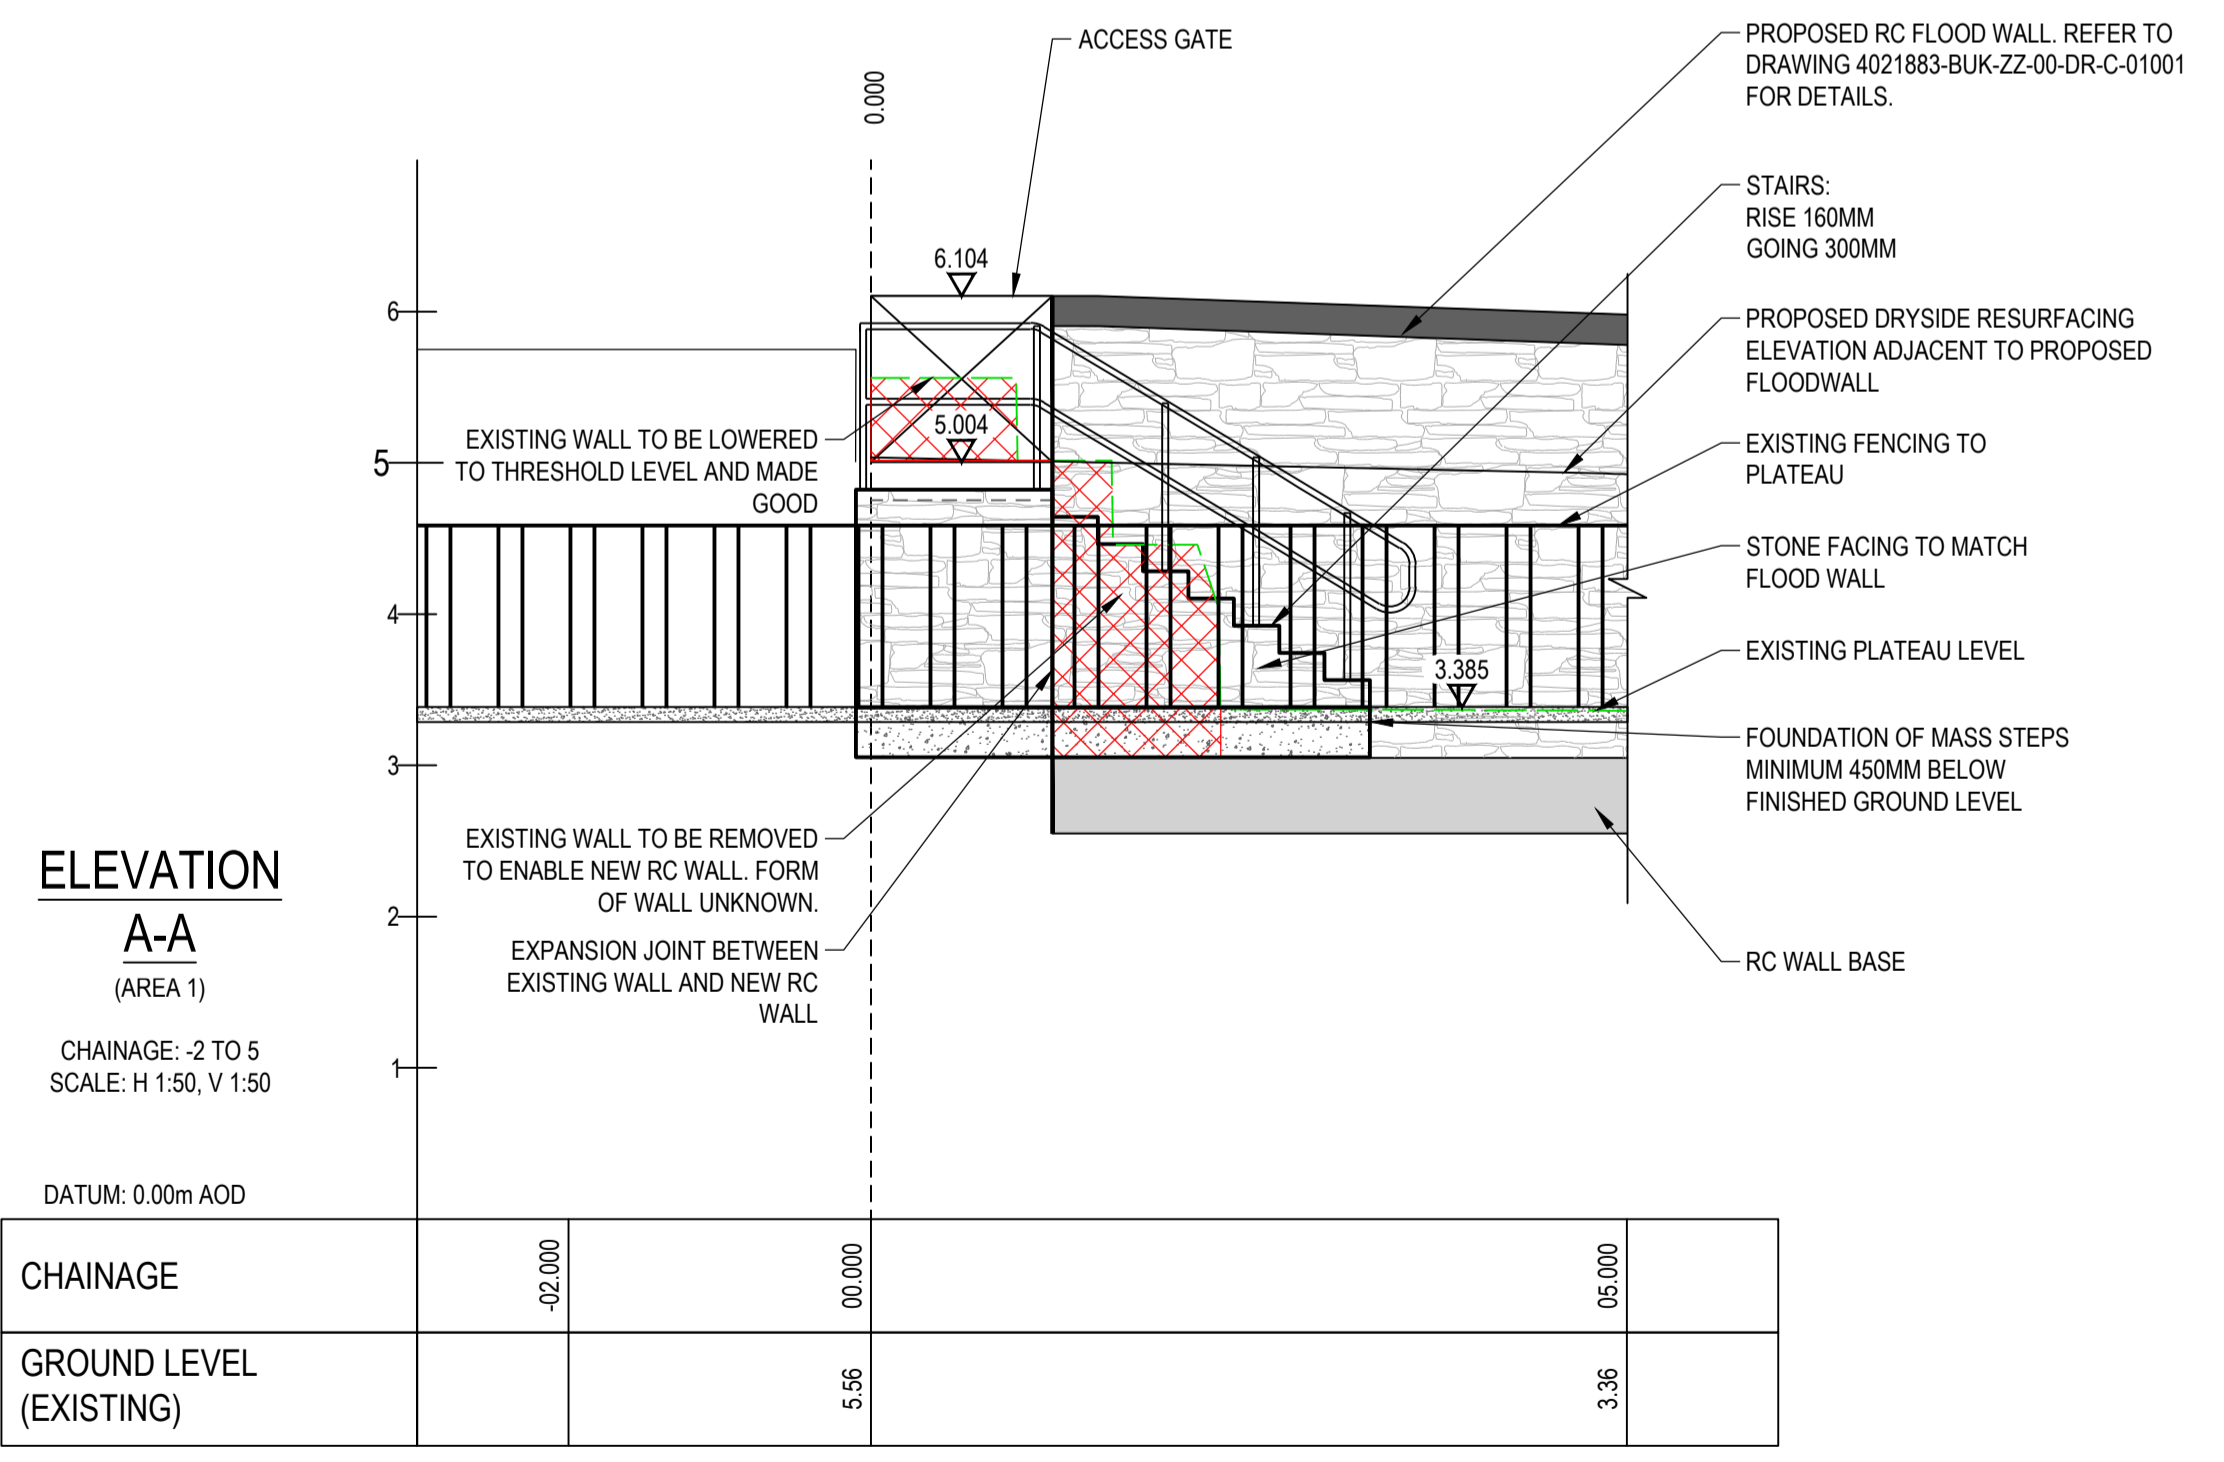 ACCESS GATE
0.000
PROPOSED RC FLOOD WALL. REFER TO
DRAWING 4021883-BUK-ZZ-00-DR-C-01001
FOR DETAILS.
STAIRS:
RISE 160MM
GOING 300MM
PROPOSED DRYSIDE RESURFACING
ELEVATION ADJACENT TO PROPOSED
FLOODWALL
EXISTING FENCING TO
PLATEAU
STONE FACING TO MATCH
FLOOD WALL
EXISTING PLATEAU LEVEL
FOUNDATION OF MASS STEPS
MINIMUM 450MM BELOW
FINISHED GROUND LEVEL
RC WALL BASE
6.104
5.004
3.385
6
5
4
3
2
1
EXISTING WALL TO BE LOWERED
TO THRESHOLD LEVEL AND MADE
GOOD
EXISTING WALL TO BE REMOVED
TO ENABLE NEW RC WALL. FORM
OF WALL UNKNOWN.
EXPANSION JOINT BETWEEN
EXISTING WALL AND NEW RC
WALL
ELEVATION
A-A
(AREA 1)
CHAINAGE: -2 TO 5
SCALE: H 1:50, V 1:50
DATUM: 0.00m AOD
CHAINAGE
-02.000
00.000
05.000
GROUND LEVEL
(EXISTING)
5.56
3.36